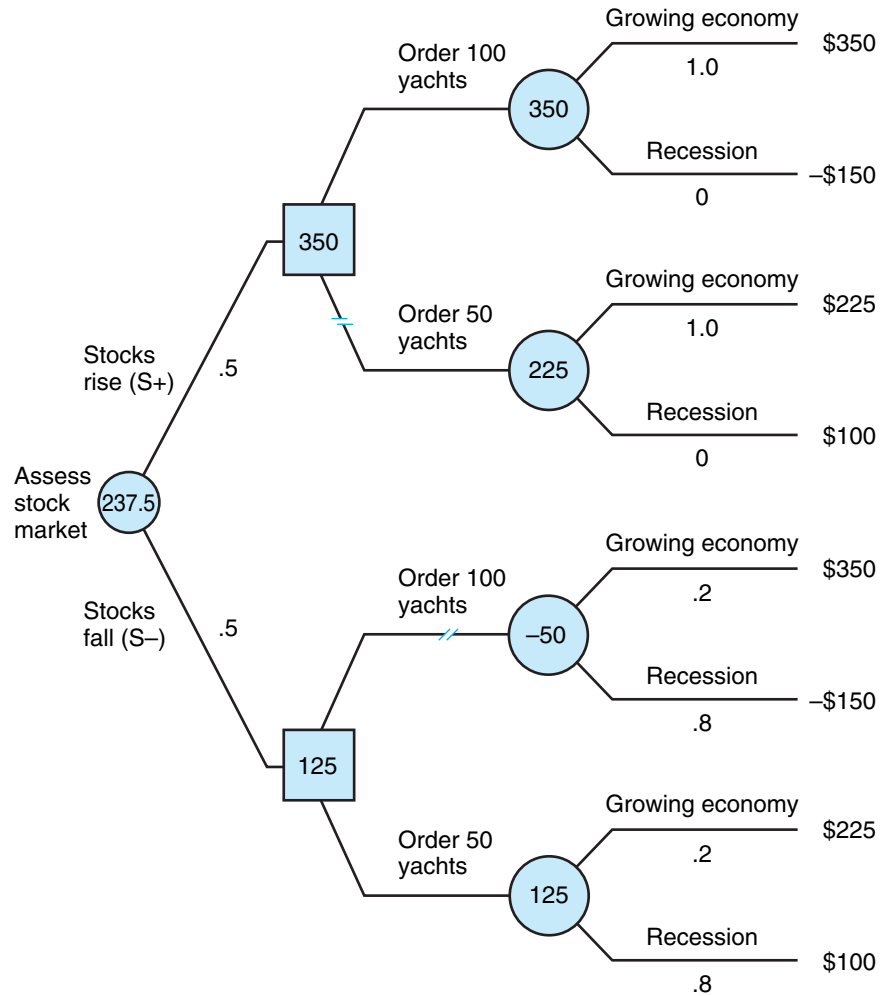 Growing economy
$350
1.0
Order 100
yachts
350
Recession
–$150
0
350
Growing economy
$225
1.0
Order 50
yachts
225
Recession
$100
0
Stocks
rise (S+)
.5
Assess
stock
market
237.5
Stocks
fall (S–)
.5
Growing economy
$350
.2
Order 100
yachts
–50
Recession
–$150
.8
125
Growing economy
$225
.2
Order 50
yachts
125
Recession
$100
.8